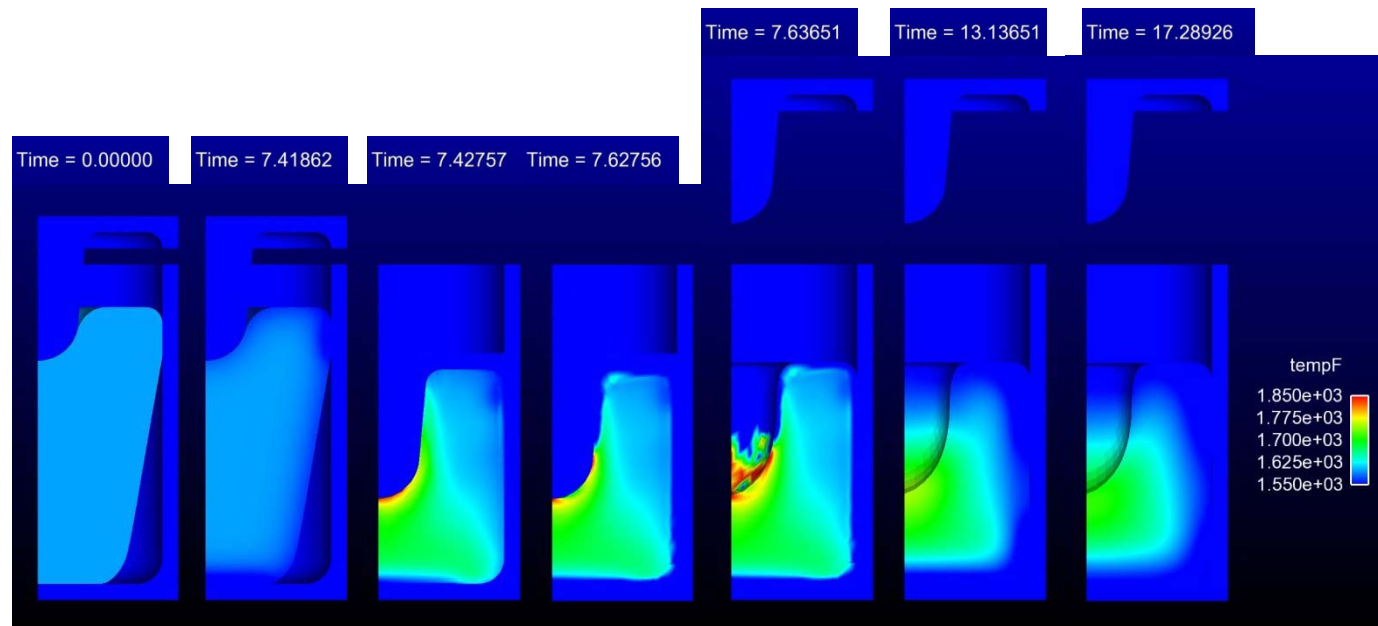 Time = 7.63651
Time = 13.13651
Time = 17.28926
Time = 0.00000
Time = 7.41862
Time = 7.42757
Time = 7.62756
tempF
1.850e+03
1.775e+03
1.700e+03
1.625e+03
1.550e+03